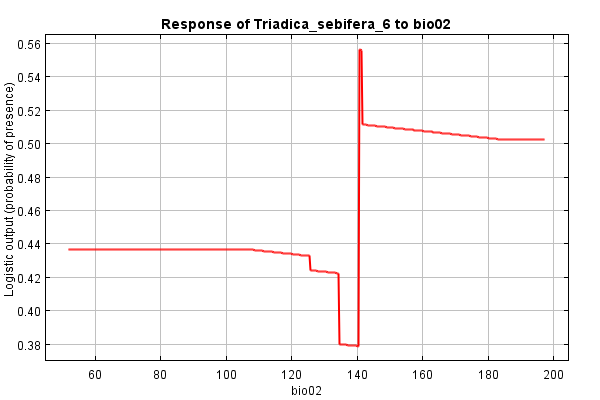 Response of Triadica_sebifera_6 to bio02
Logistic output (probability of presence)
0.56
0.54
0.52
0.50
0.48
0.46
0.44
0.42
0.40
0.38
60 80 100 120 140 160 180 200
bio02